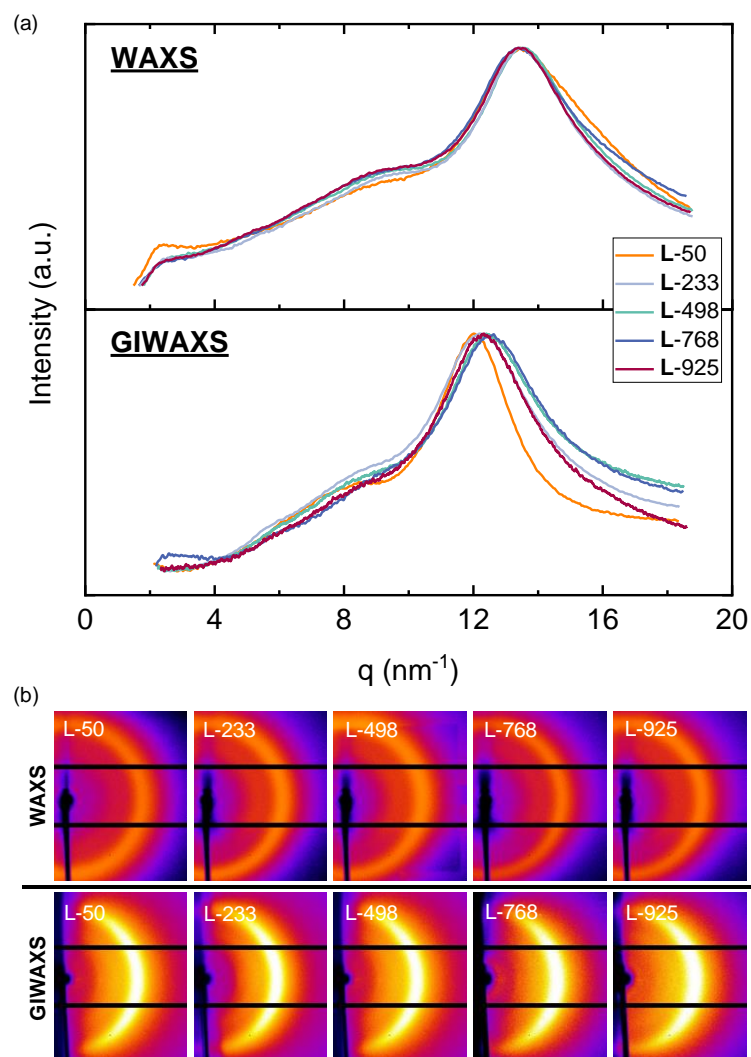 (a)
WAXS
L-50
L-233
L-498
L-768
L-925
GIWAXS
Intensity (a.u.)
0 4 8 12 16 20
q (nm⁻¹)
(b)
WAXS
L-50 L-233 L-498 L-768 L-925
GIWAXS
L-50 L-233 L-498 L-768 L-925